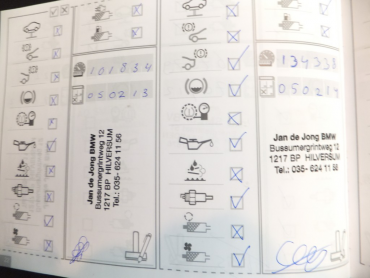 101834
050213
Jan de Jong BMW
Bussumergrintweg 12
1217 BP HILVERSUM
Tel.: 035- 624 11 56
134338
050214
Jan de Jong BMW
Bussumergrintweg 12
1217 BP HILVERSUM
Tel.: 035- 624 11 56